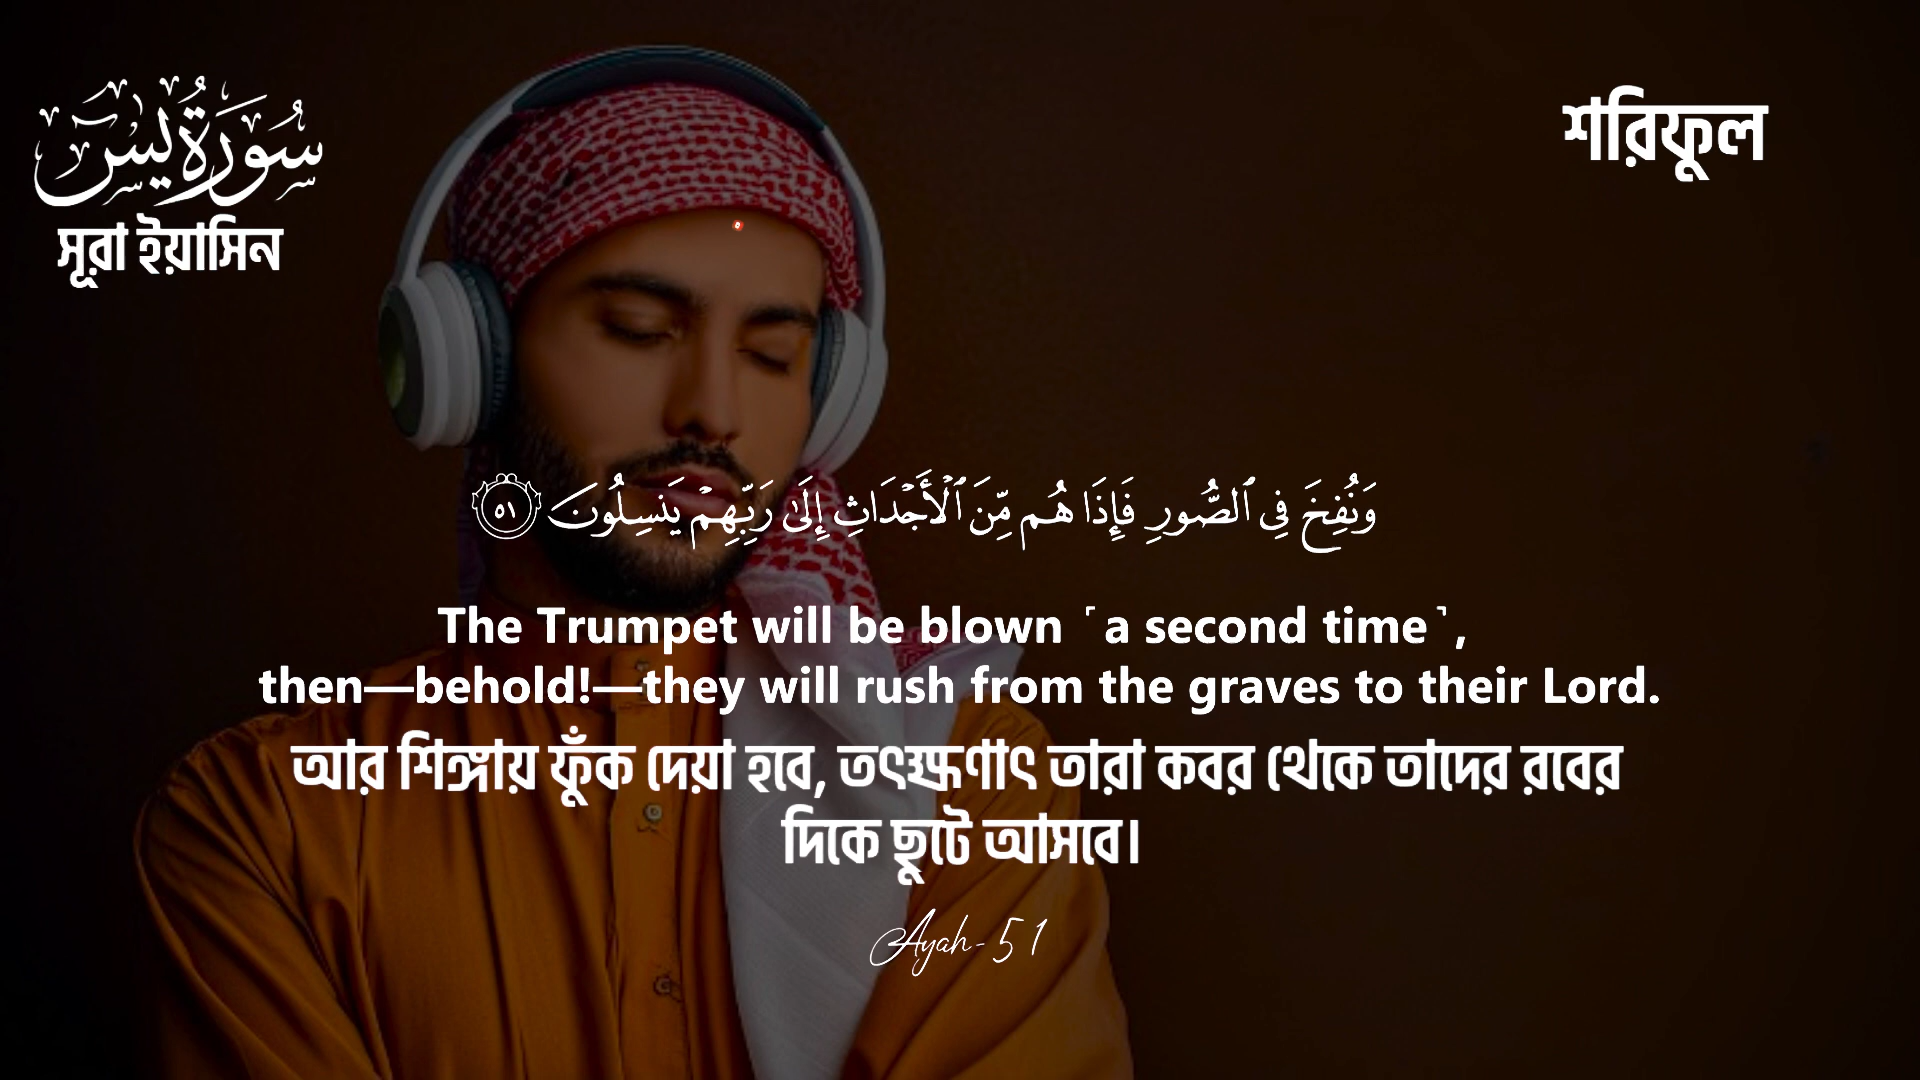 سُورَةُ يس
সূরা ইয়াসিন
শরিফুল
وَنُفِخَ فِي ٱلصُّورِ فَإِذَا هُم مِّنَ ٱلْأَجْدَاثِ إِلَىٰ رَبِّهِمْ يَنسِلُونَ ٥١
The Trumpet will be blown ˹a second time˺,
then—behold!—they will rush from the graves to their Lord.
আর শিঙ্গায় ফুঁক দেয়া হবে, তৎক্ষণাৎ তারা কবর থেকে তাদের রবের
দিকে ছুটে আসবে।
Ayah-51